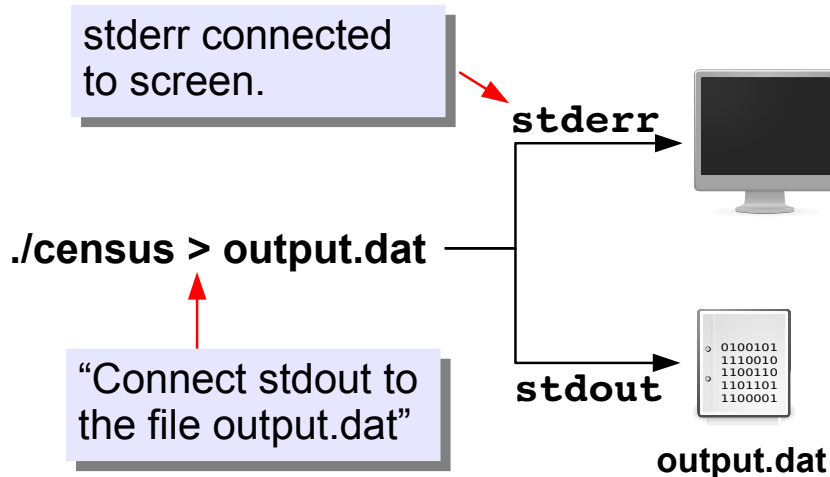 stderr connected
to screen.
stderr
./census > output.dat
“Connect stdout to
the file output.dat”
stdout
0100101
1110010
1100110
1101101
1100001
output.dat